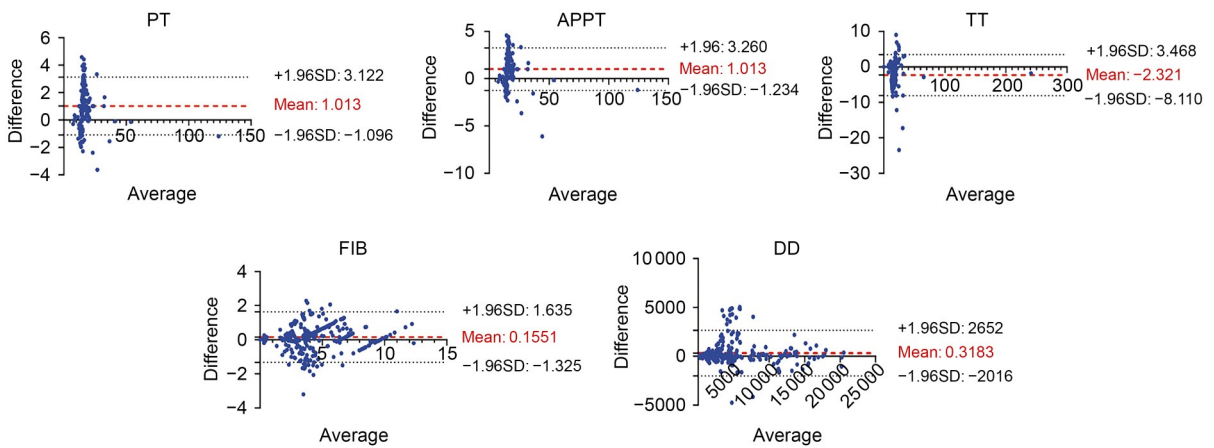 PT
6
4
2
0
−2
−4
50
100
150
Difference
Average
+1.96SD: 3.122
Mean: 1.013
−1.96SD: −1.096
APPT
5
0
−5
−10
50
100
150
Difference
Average
+1.96: 3.260
Mean: 1.013
−1.96SD: −1.234
TT
10
0
−10
−20
−30
100
200
300
Difference
Average
+1.96SD: 3.468
Mean: −2.321
−1.96SD: −8.110
FIB
4
2
0
−2
−4
5
10
15
Difference
Average
+1.96SD: 1.635
Mean: 0.1551
−1.96SD: −1.325
DD
10 000
5000
0
−5000
5000
10 000
15 000
20 000
25 000
Difference
Average
+1.96SD: 2652
Mean: 0.3183
−1.96SD: −2016